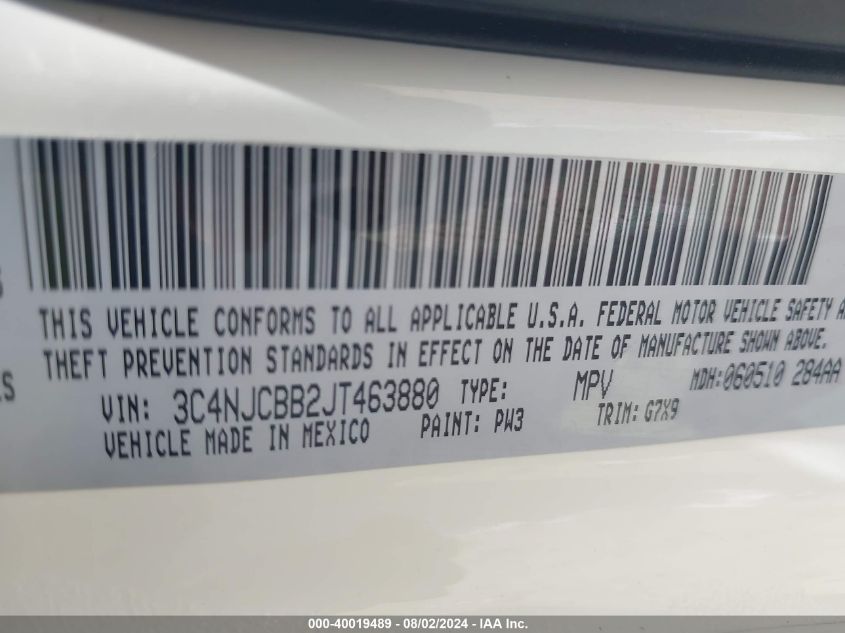 THIS VEHICLE CONFORMS TO ALL APPLICABLE U.S.A. FEDERAL MOTOR VEHICLE SAFETY A
THEFT PREVENTION STANDARDS IN EFFECT ON THE DATE OF MANUFACTURE SHOWN ABOVE.
VIN: 3C4NJCBB2JT463880 TYPE: MPV MDH:060510 284AA
VEHICLE MADE IN MEXICO PAINT: PW3 TRIM: G7X9
000-40019489 - 08/02/2024 - IAA Inc.